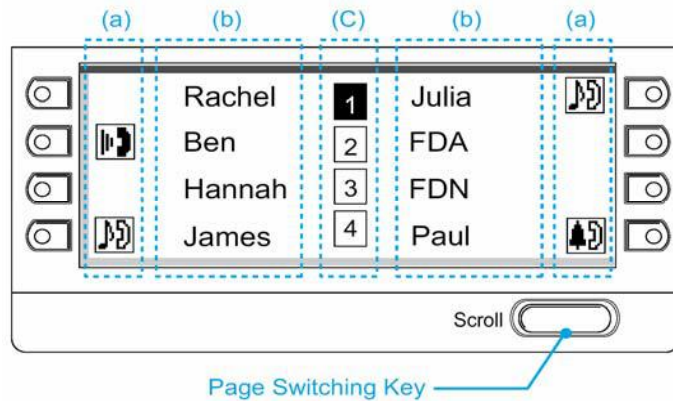 (a) (b) (C) (b) (a)
Rachel 1 Julia
Ben 2 FDA
Hannah 3 FDN
James 4 Paul
Scroll
Page Switching Key